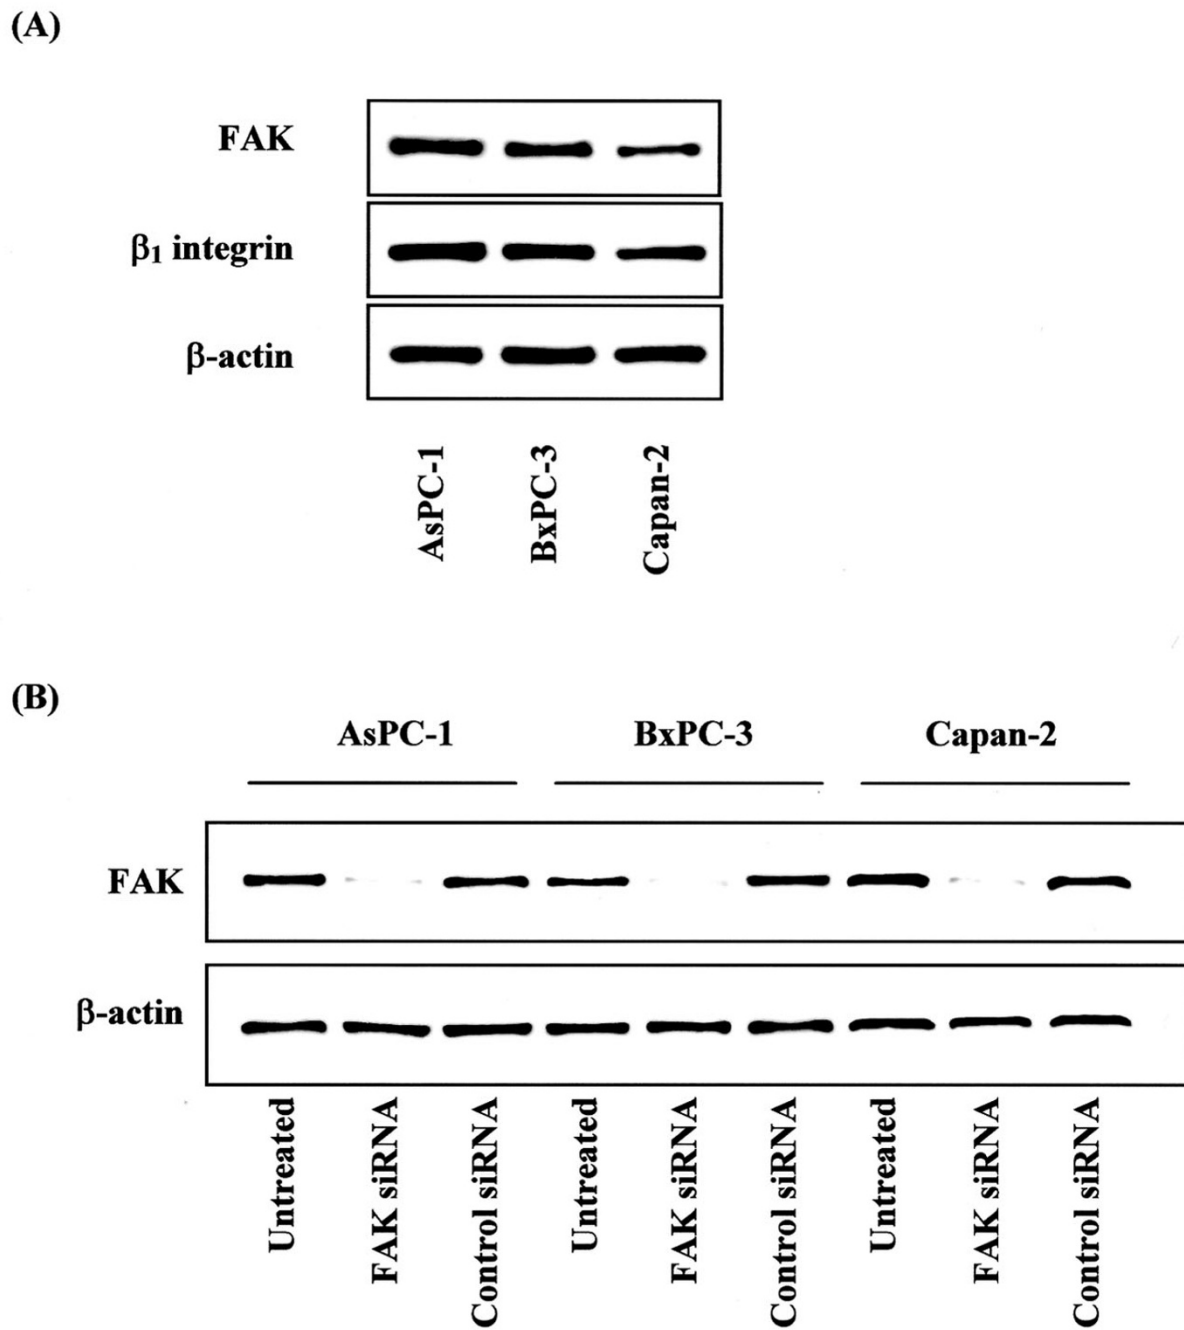 (A)
FAK
β₁ integrin
β-actin
AsPC-1
BxPC-3
Capan-2
(B)
AsPC-1 BxPC-3 Capan-2
FAK
β-actin
Untreated
FAK siRNA
Control siRNA
Untreated
FAK siRNA
Control siRNA
Untreated
FAK siRNA
Control siRNA